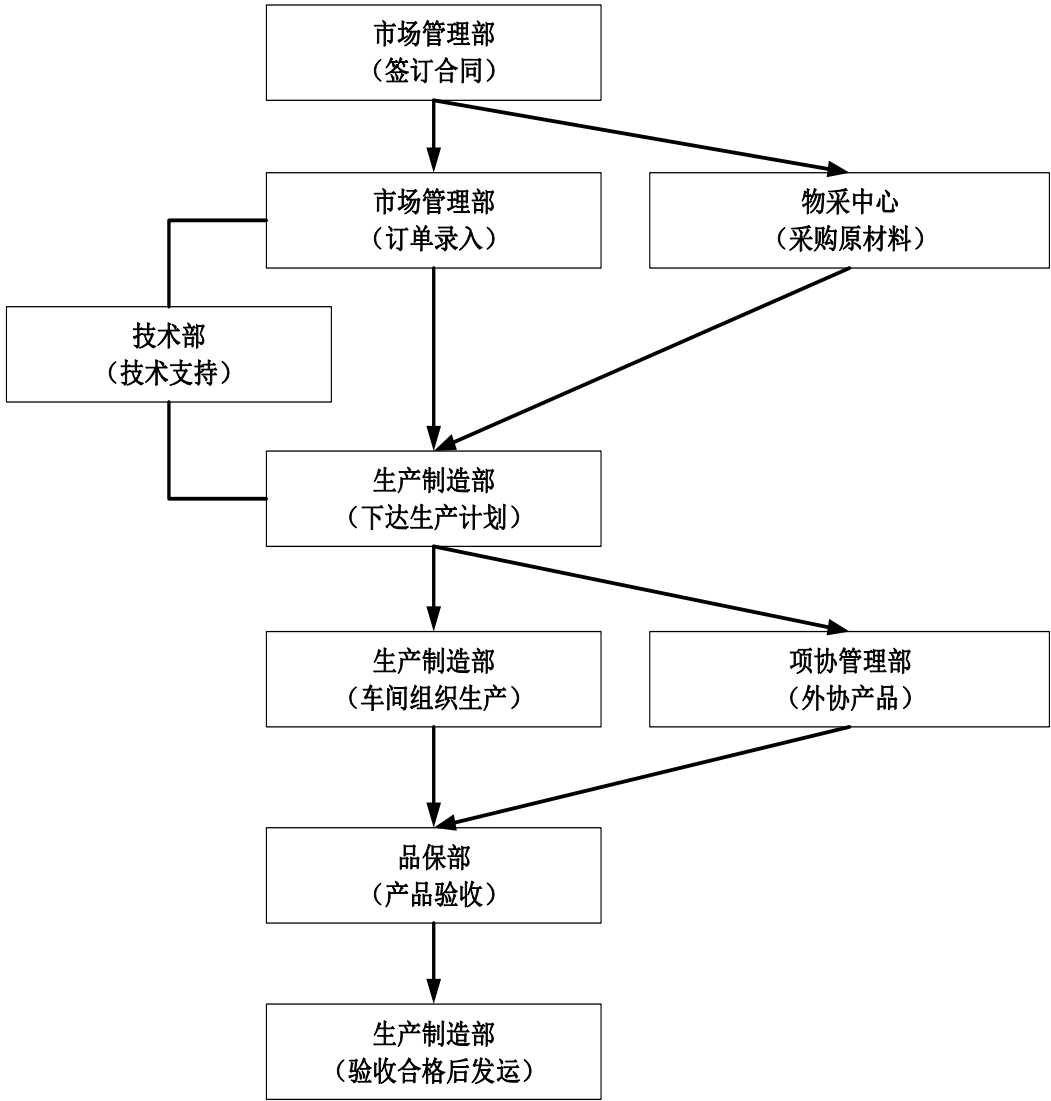 市场管理部
（签订合同）
市场管理部
（订单录入）
物采中心
（采购原材料）
技术部
（技术支持）
生产制造部
（下达生产计划）
生产制造部
（车间组织生产）
项协管理部
（外协产品）
品保部
（产品验收）
生产制造部
（验收合格后发运）